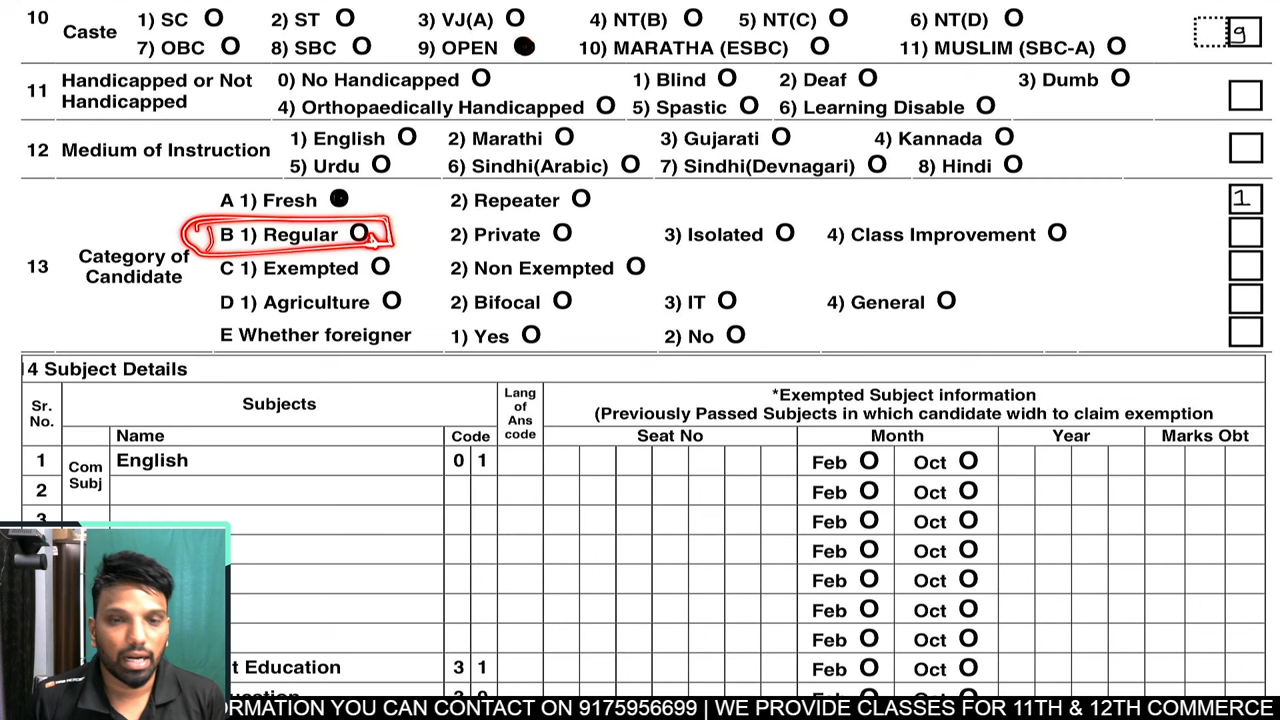 10 Caste 1) SC O 2) ST O 3) VJ(A) O 4) NT(B) O 5) NT(C) O 6) NT(D) O 9
7) OBC O 8) SBC O 9) OPEN 10) MARATHA (ESBC) O 11) MUSLIM (SBC-A) O
11 Handicapped or Not Handicapped 0) No Handicapped O 1) Blind O 2) Deaf O 3) Dumb O
4) Orthopaedically Handicapped O 5) Spastic O 6) Learning Disable O
12 Medium of Instruction 1) English O 2) Marathi O 3) Gujarati O 4) Kannada O
5) Urdu O 6) Sindhi(Arabic) O 7) Sindhi(Devnagari) O 8) Hindi O
13 Category of Candidate
A 1) Fresh 2) Repeater O 1
B 1) Regular O 2) Private O 3) Isolated O 4) Class Improvement O
C 1) Exempted O 2) Non Exempted O
D 1) Agriculture O 2) Bifocal O 3) IT O 4) General O
E Whether foreigner 1) Yes O 2) No O
14 Subject Details
Sr. No. Subjects Lang of Ans code *Exempted Subject information
(Previously Passed Subjects in which candidate widh to claim exemption
Name Code Seat No Month Year Marks Obt
1 Com Subj English 0 1 Feb O Oct O
2 Feb O Oct O
3 Feb O Oct O
Feb O Oct O
Feb O Oct O
Feb O Oct O
Feb O Oct O
t Education 3 1 Feb O Oct O
RMATION YOU CAN CONTACT ON 9175956699 | WE PROVIDE CLASSES FOR 11TH & 12TH COMMERCE